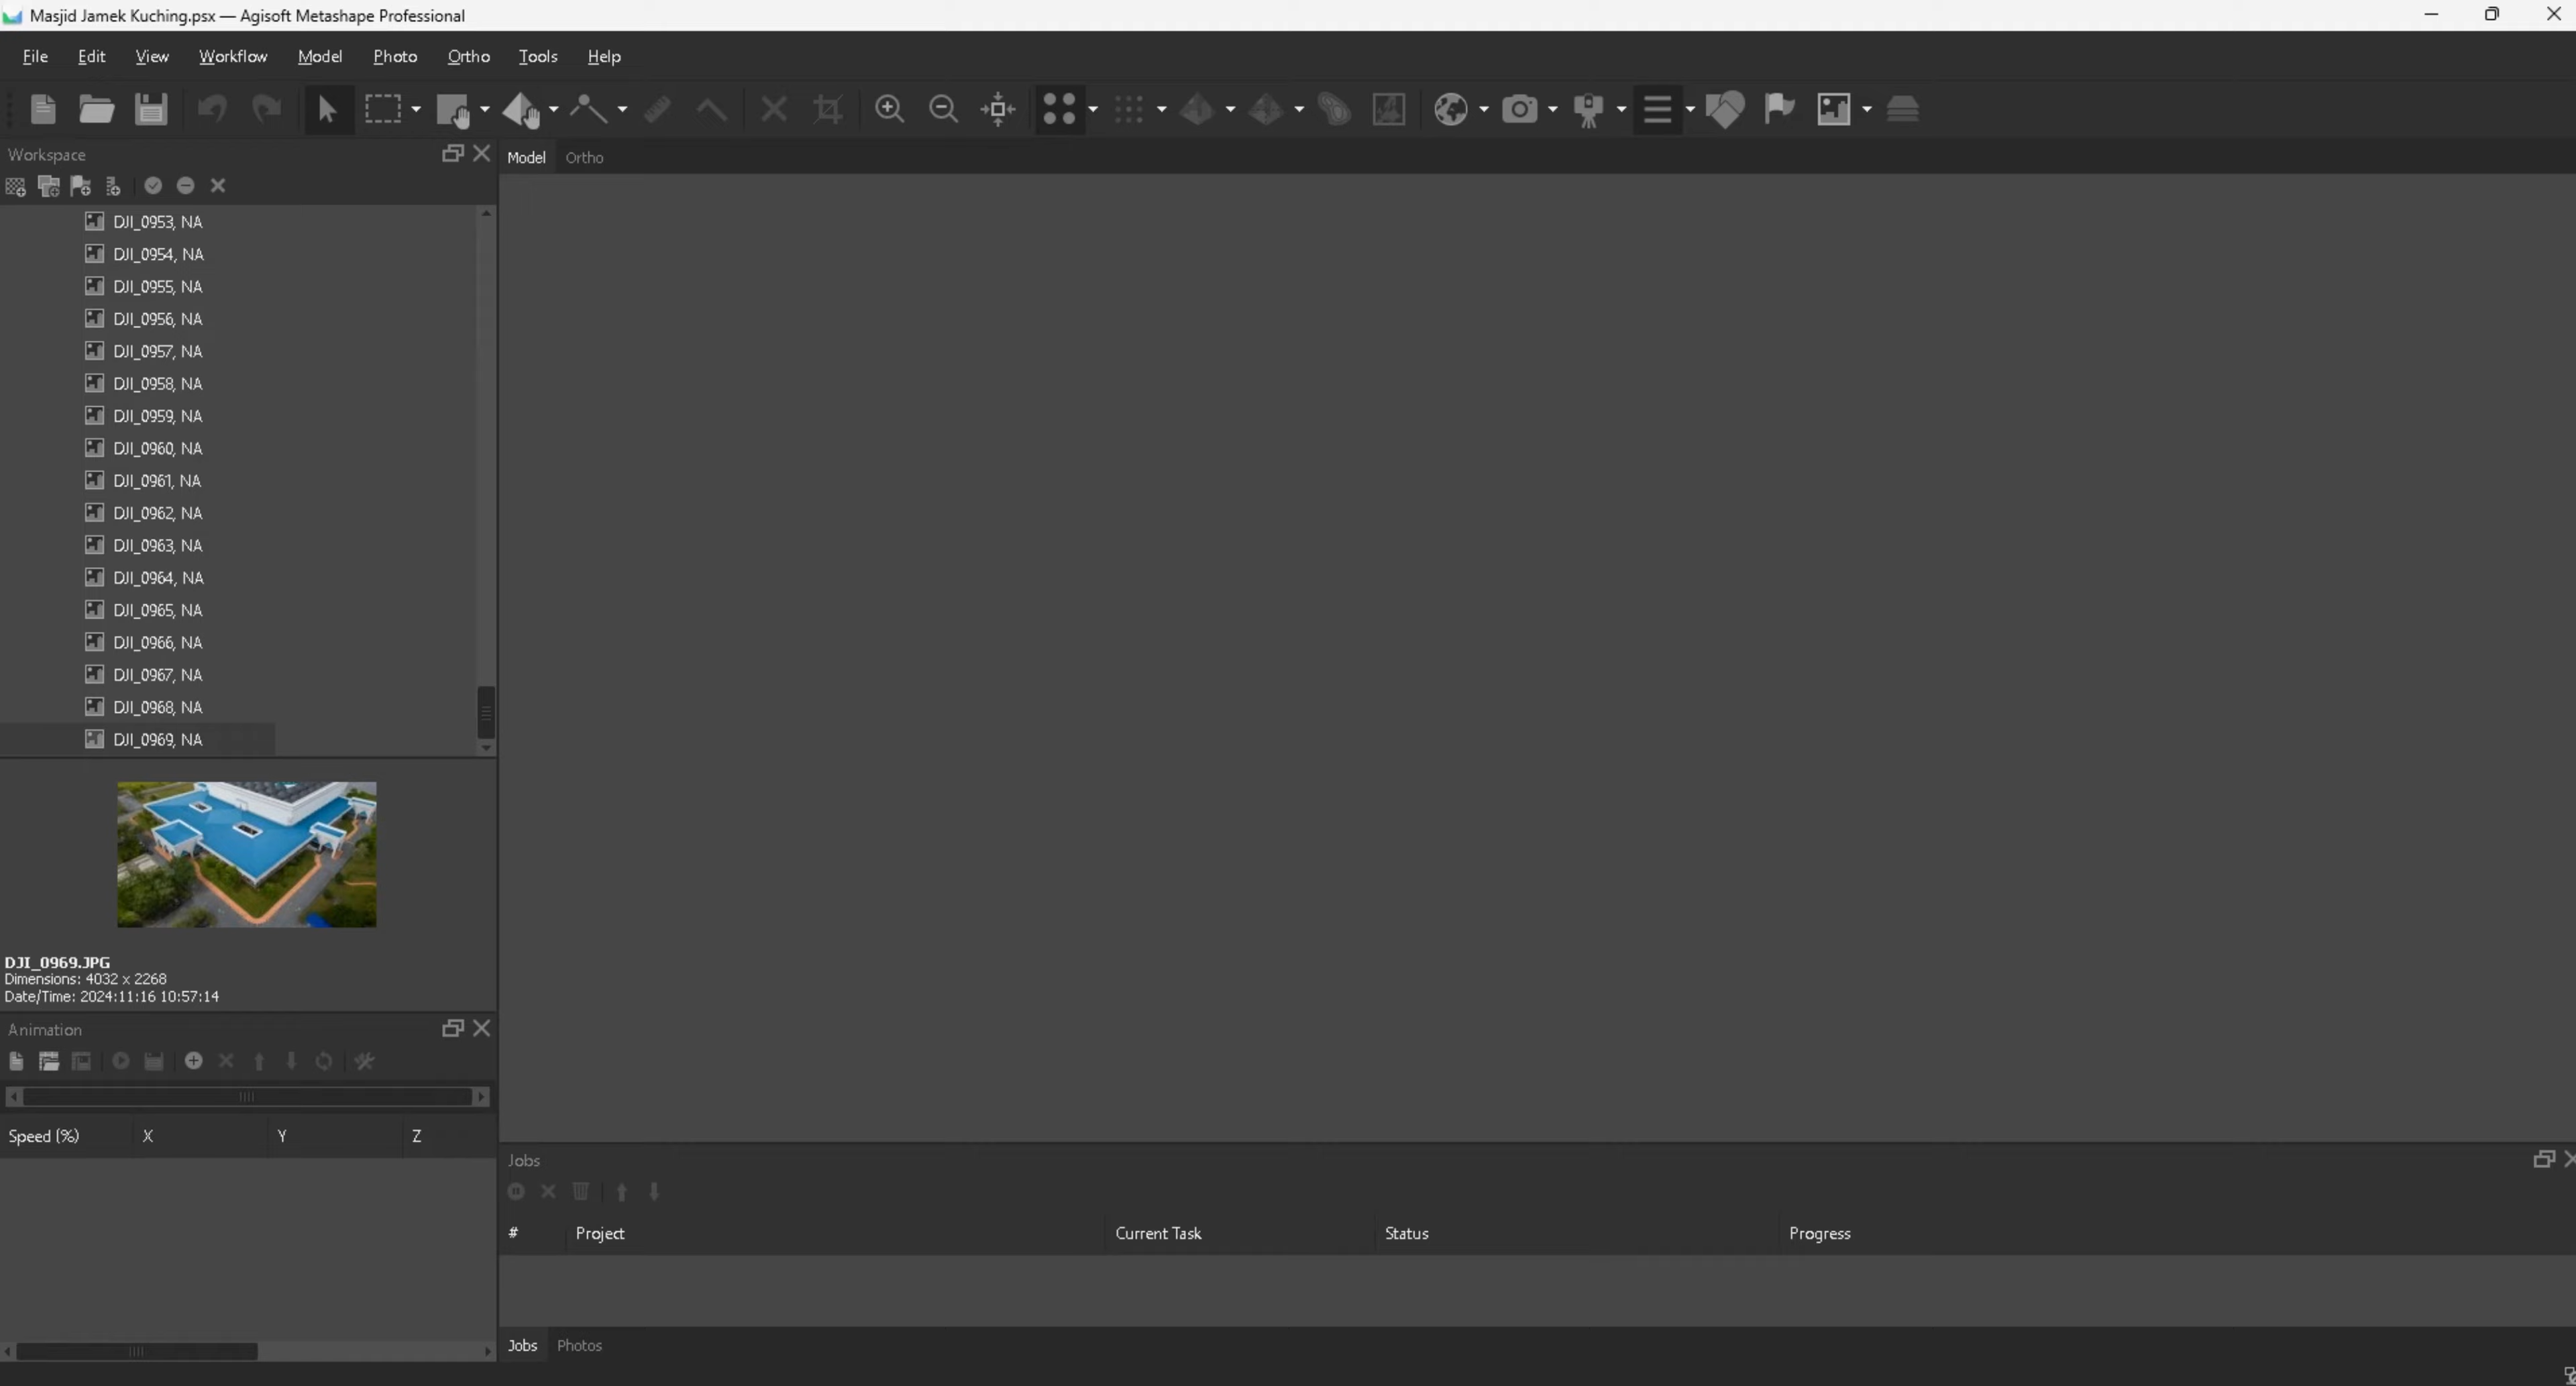 Masjid Jamek Kuching.psx — Agisoft Metashape Professional
File Edit View Workflow Model Photo Ortho Tools Help
Workspace
Model Ortho
DJI_0953, NA
DJI_0954, NA
DJI_0955, NA
DJI_0956, NA
DJI_0957, NA
DJI_0958, NA
DJI_0959, NA
DJI_0960, NA
DJI_0961, NA
DJI_0962, NA
DJI_0963, NA
DJI_0964, NA
DJI_0965, NA
DJI_0966, NA
DJI_0967, NA
DJI_0968, NA
DJI_0969, NA
DJI_0969.JPG
Dimensions: 4032 x 2268
Date/Time: 2024:11:16 10:57:14
Animation
Speed (%) X Y Z
Jobs
# Project Current Task Status Progress
Jobs Photos